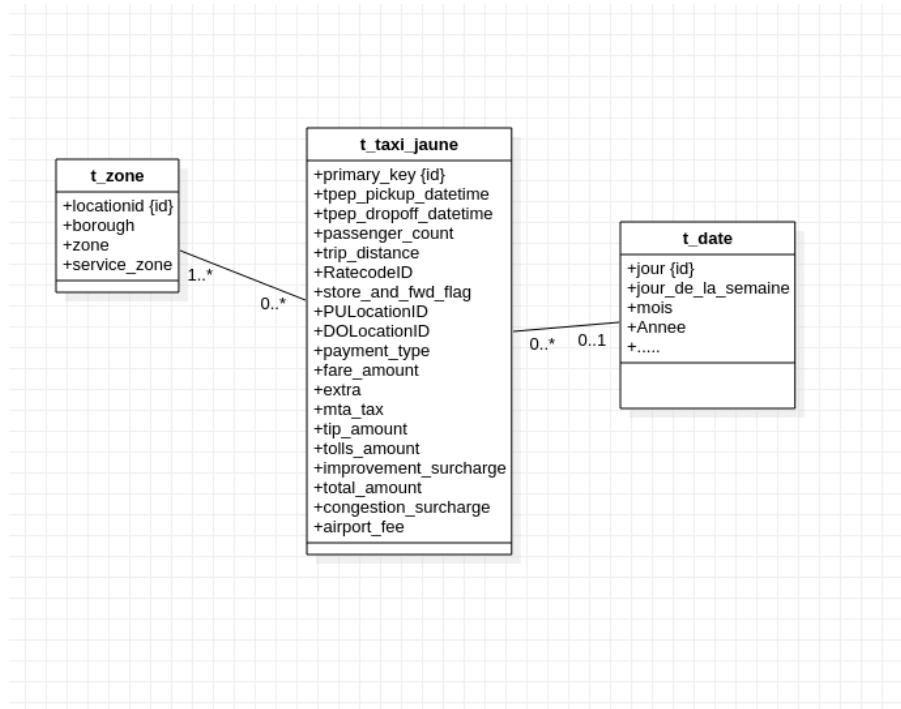 t_zone
+locationid {id}
+borough
+zone
+service_zone
1..*
0..*
t_taxi_jaune
+primary_key {id}
+tpep_pickup_datetime
+tpep_dropoff_datetime
+passenger_count
+trip_distance
+RatecodeID
+store_and_fwd_flag
+PULocationID
+DOLocationID
+payment_type
+fare_amount
+extra
+mta_tax
+tip_amount
+tolls_amount
+improvement_surcharge
+total_amount
+congestion_surcharge
+airport_fee
0..*
0..1
t_date
+jour {id}
+jour_de_la_semaine
+mois
+Annee
+.....